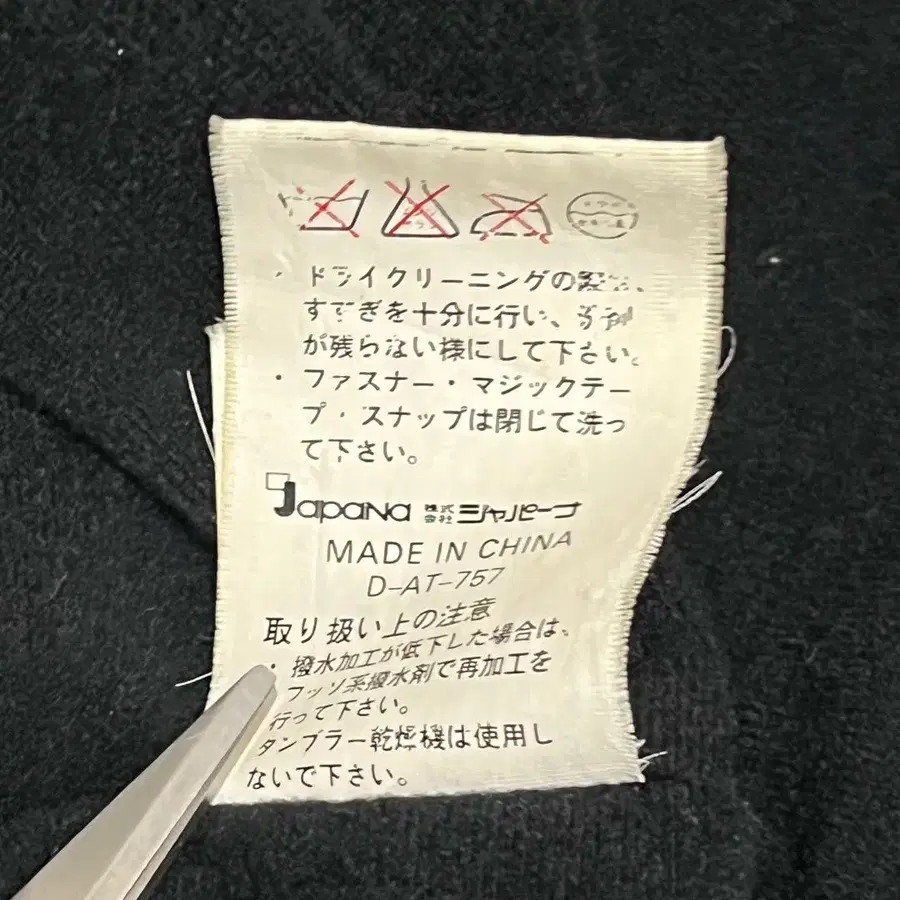 ・ドライクリーニングの
すすぎを十分に行い、
が残らない様にして下さい。
・ファスナー・マジックテー
プ・スナップは閉じて洗っ
て下さい。
Japana 株式会社ジャパーナ
MADE IN CHINA
D-AT-757
取り扱い上の注意
・撥水加工が低下した場合は、
フッソ系撥水剤で再加工を
行って下さい。
タンブラー乾燥機は使用し
ないで下さい。